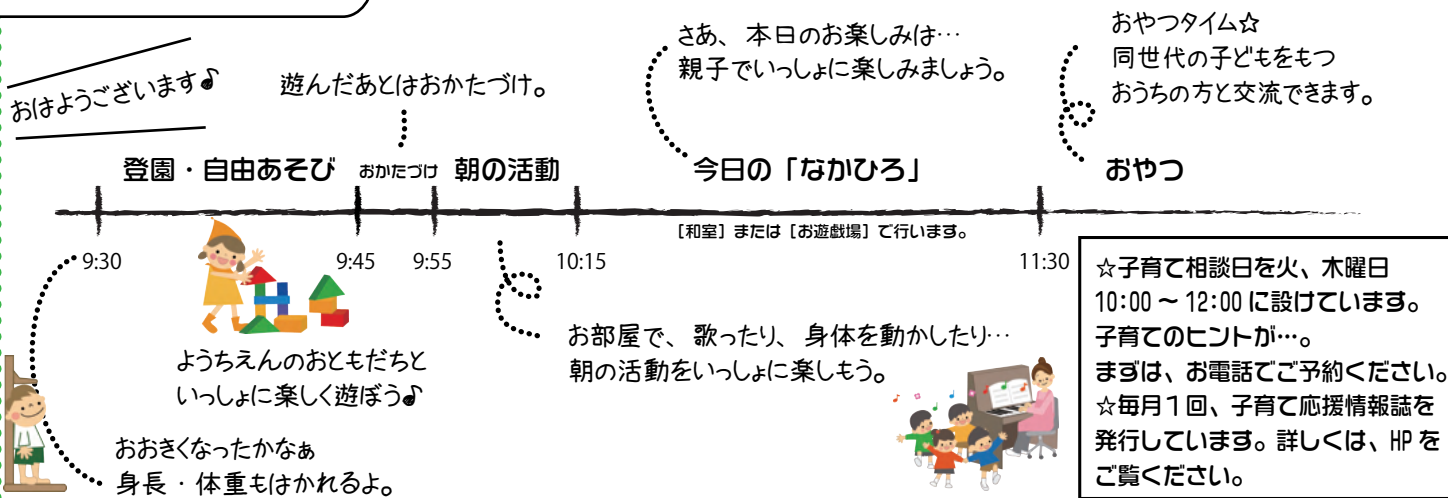 おはようございます♪
遊んだあとはおかたづけ。
さあ、本日のお楽しみは…
親子でいっしょに楽しみましょう。
おやつタイム☆
同世代の子どもをもつ
おうちの方と交流できます。
登園・自由あそび おかたづけ 朝の活動 今日の「なかひろ」 おやつ
[和室] または [お遊戯場] で行います。
9:30 9:45 9:55 10:15 11:30
ようちえんのおともだちと
いっしょに楽しく遊ぼう♪
おおきくなったかなぁ
身長・体重もはかれるよ。
お部屋で、歌ったり、身体を動かしたり…
朝の活動をいっしょに楽しもう。
☆子育て相談日を火、木曜日
10:00～12:00に設けています。
子育てのヒントが…。
まずは、お電話でご予約ください。
☆毎月1回、子育て応援情報誌を
発行しています。詳しくは、HPを
ご覧ください。